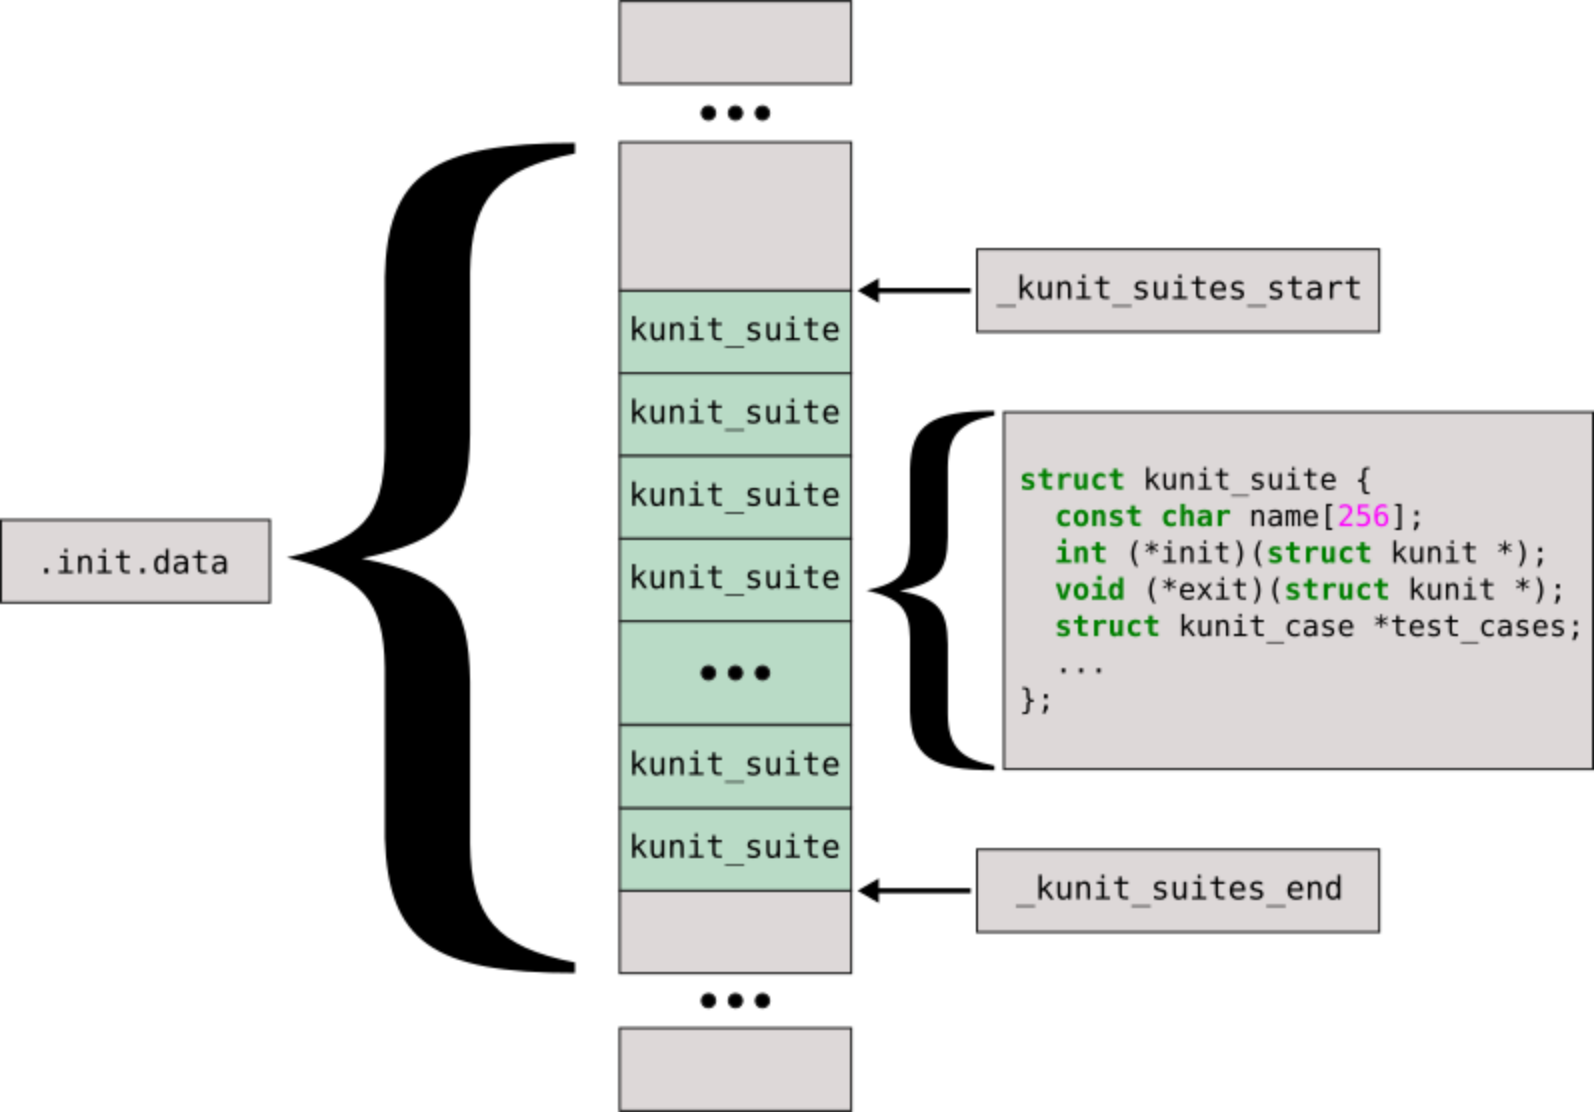 _kunit_suites_start
kunit_suite
kunit_suite
kunit_suite
kunit_suite
kunit_suite
kunit_suite
.init.data
struct kunit_suite {
  const char name[256];
  int (*init)(struct kunit *);
  void (*exit)(struct kunit *);
  struct kunit_case *test_cases;
  ...
};
_kunit_suites_end